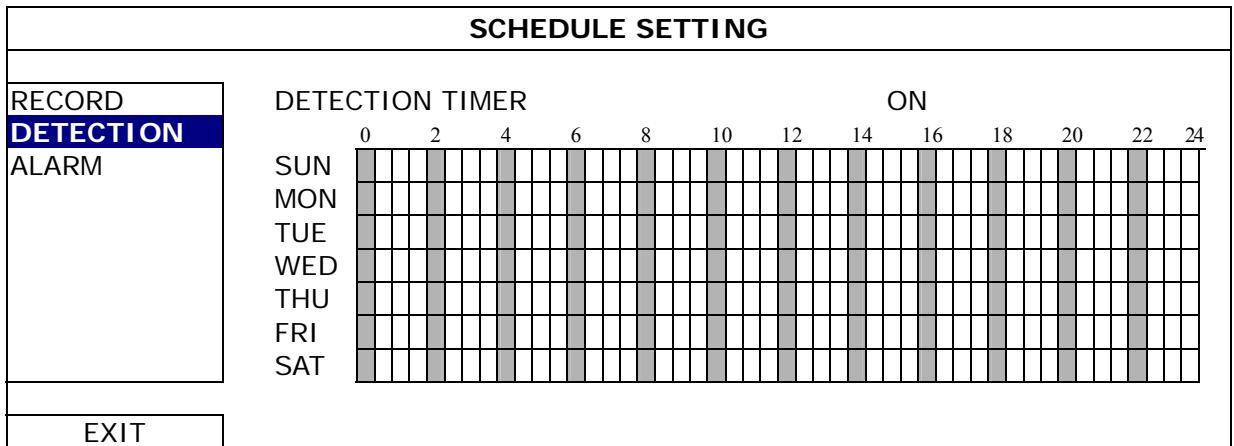 SCHEDULE SETTING
RECORD
DETECTION
ALARM
DETECTION TIMER ON
0 2 4 6 8 10 12 14 16 18 20 22 24
SUN
MON
TUE
WED
THU
FRI
SAT
EXIT